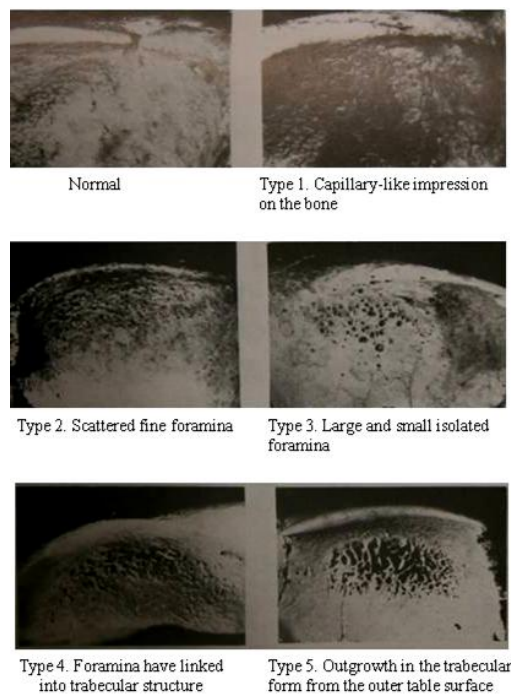 Normal
Type 1. Capillary-like impression
on the bone
Type 2. Scattered fine foramina
Type 3. Large and small isolated
foramina
Type 4. Foramina have linked
into trabecular structure
Type 5. Outgrowth in the trabecular
form from the outer table surface